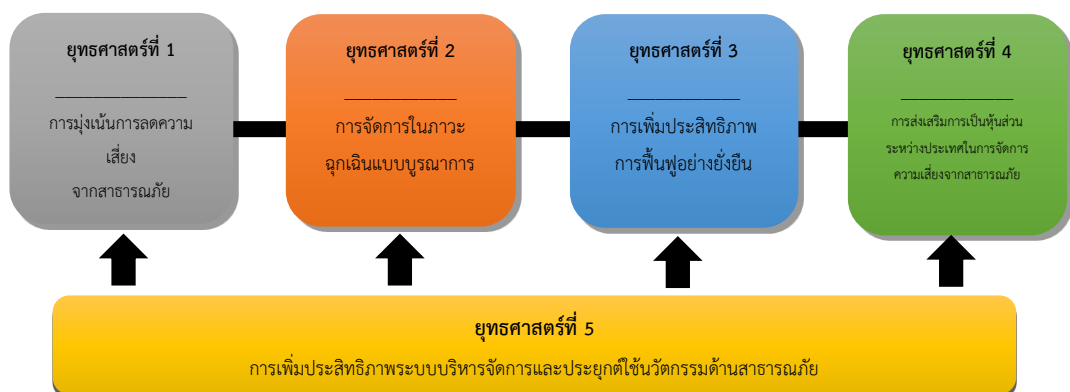 ยุทธศาสตร์ที่ 1
การมุ่งเน้นการลดความ
เสี่ยง
จากสาธารณภัย
ยุทธศาสตร์ที่ 2
การจัดการในภาวะ
ฉุกเฉินแบบบูรณาการ
ยุทธศาสตร์ที่ 3
การเพิ่มประสิทธิภาพ
การฟื้นฟูอย่างยั่งยืน
ยุทธศาสตร์ที่ 4
การส่งเสริมการเป็นหุ้นส่วน
ระหว่างประเทศในการจัดการ
ความเสี่ยงจากสาธารณภัย
ยุทธศาสตร์ที่ 5
การเพิ่มประสิทธิภาพระบบบริหารจัดการและประยุกต์ใช้นวัตกรรมด้านสาธารณภัย